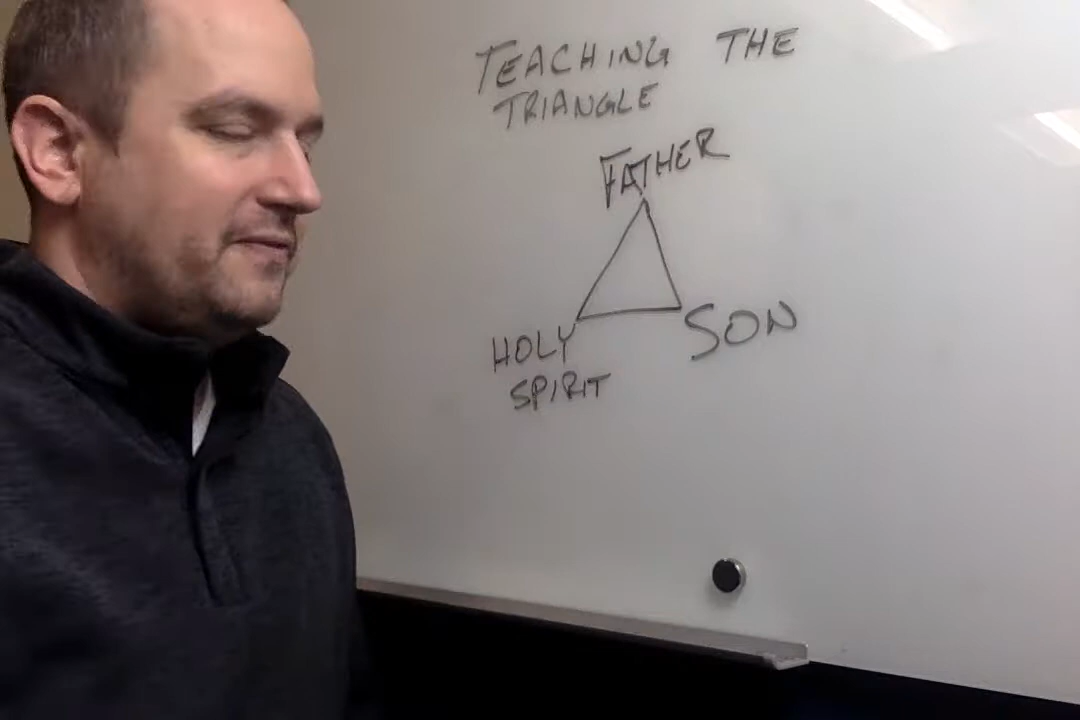 TEACHING THE
TRIANGLE
FATHER
SON
HOLY
SPIRIT